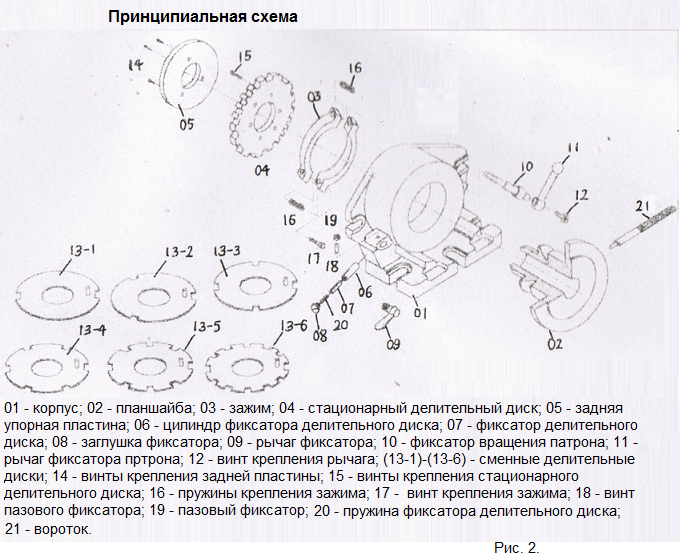 Принципиальная схема
14
15
16
05
03
04
10
11
12
21
16
19
17
18
13-1
13-2
13-3
06
07
20
08
09
01
02
13-4
13-5
13-6
01 - корпус; 02 - планшайба; 03 - зажим; 04 - стационарный делительный диск; 05 - задняя
упорная пластина; 06 - цилиндр фиксатора делительного диска; 07 - фиксатор делительного
диска; 08 - заглушка фиксатора; 09 - рычаг фиксатора; 10 - фиксатор вращения патрона; 11 -
рычаг фиксатора пртрона; 12 - винт крепления рычага; (13-1)-(13-6) - сменные делительные
диски; 14 - винты крепления задней пластины; 15 - винты крепления стационарного
делительного диска; 16 - пружины крепления зажима; 17 - винт крепления зажима; 18 - винт
пазового фиксатора; 19 - пазовый фиксатор; 20 - пружина фиксатора делительного диска;
21 - вороток.
Рис. 2.